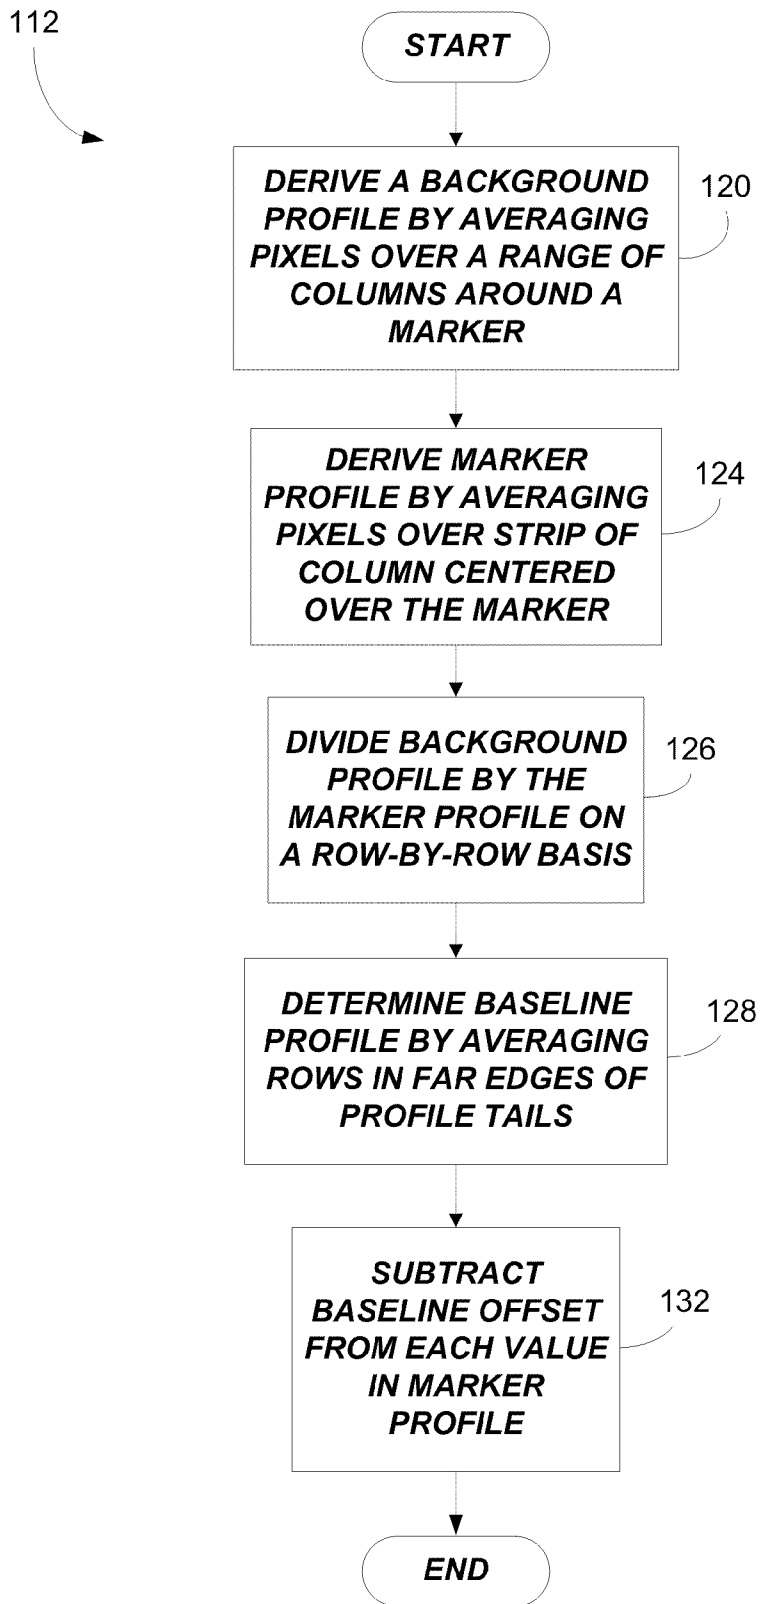 112
START
DERIVE A BACKGROUND
PROFILE BY AVERAGING
PIXELS OVER A RANGE OF
COLUMNS AROUND A
MARKER
120
DERIVE MARKER
PROFILE BY AVERAGING
PIXELS OVER STRIP OF
COLUMN CENTERED
OVER THE MARKER
124
DIVIDE BACKGROUND
PROFILE BY THE
MARKER PROFILE ON
A ROW-BY-ROW BASIS
126
DETERMINE BASELINE
PROFILE BY AVERAGING
ROWS IN FAR EDGES OF
PROFILE TAILS
128
SUBTRACT
BASELINE OFFSET
FROM EACH VALUE
IN MARKER
PROFILE
132
END